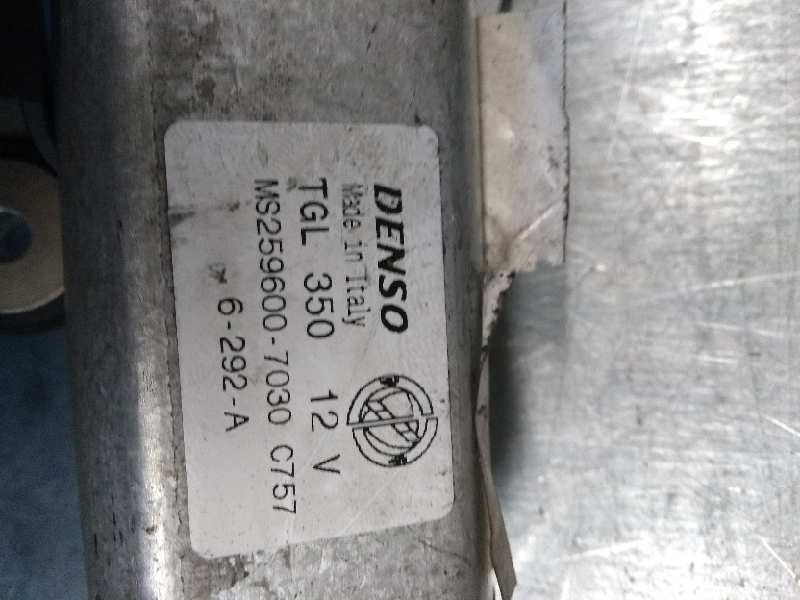 DENSO
Made in Italy
TGL 350 12 V
MS259600-7030 C757
6-292-A